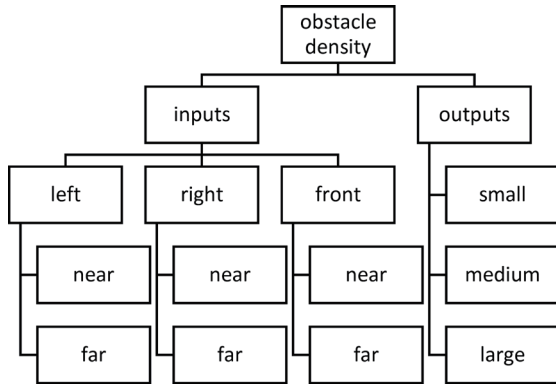 obstacle
density
inputs
outputs
left
right
front
small
near
near
near
medium
far
far
far
large